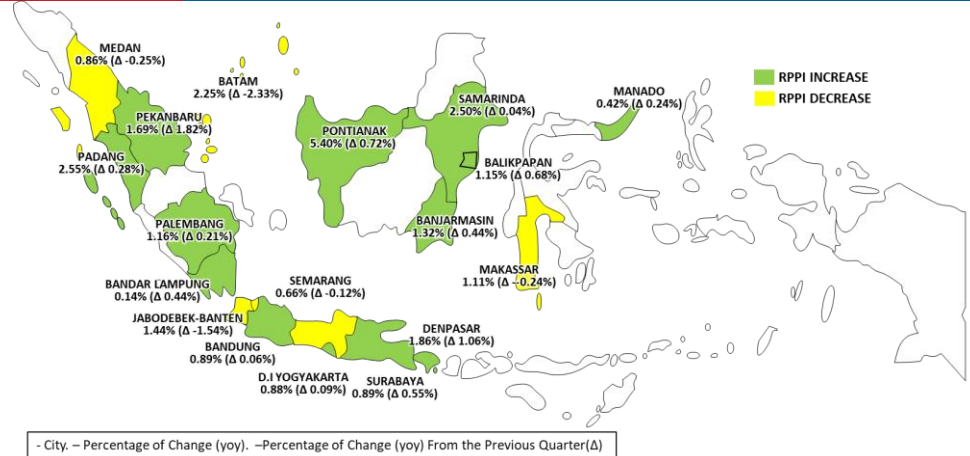 MEDAN
0.86% (Δ -0.25%)
BATAM
2.25% (Δ -2.33%)
PEKANBARU
1.69% (Δ 1.82%)
PADANG
2.55% (Δ 0.28%)
PALEMBANG
1.16% (Δ 0.21%)
BANDAR LAMPUNG
0.14% (Δ 0.44%)
JABODEBEK-BANTEN
1.44% (Δ -1.54%)
BANDUNG
0.89% (Δ 0.06%)
SEMARANG
0.66% (Δ -0.12%)
D.I YOGYAKARTA
0.88% (Δ 0.09%)
SURABAYA
0.89% (Δ 0.55%)
DENPASAR
1.86% (Δ 1.06%)
PONTIANAK
5.40% (Δ 0.72%)
SAMARINDA
2.50% (Δ 0.04%)
BALIKPAPAN
1.15% (Δ 0.68%)
BANJARMASIN
1.32% (Δ 0.44%)
MAKASSAR
1.11% (Δ --0.24%)
MANADO
0.42% (Δ 0.24%)
RPPI INCREASE
RPPI DECREASE
- City. – Percentage of Change (yoy). –Percentage of Change (yoy) From the Previous Quarter(Δ)